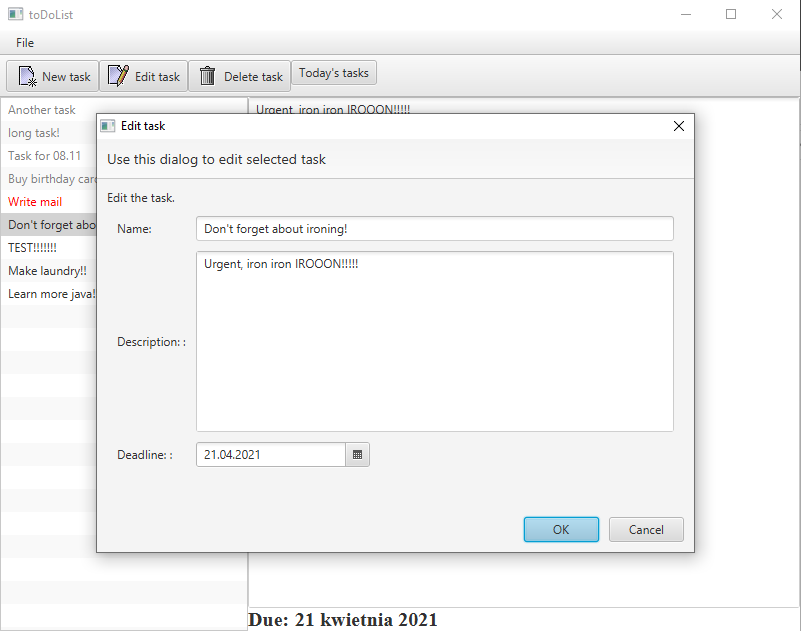 toDoList
File
New task
Edit task
Delete task
Today's tasks
Another task
long task!
Task for 08.11
Buy birthday card
Write mail
Don't forget abo
TEST!!!!!!!
Make laundry!!
Learn more java!
Urgent, iron iron IROOON!!!!!
Edit task
Use this dialog to edit selected task
Edit the task.
Name:
Don't forget about ironing!
Description: :
Urgent, iron iron IROOON!!!!!
Deadline: :
21.04.2021
OK
Cancel
Due: 21 kwietnia 2021